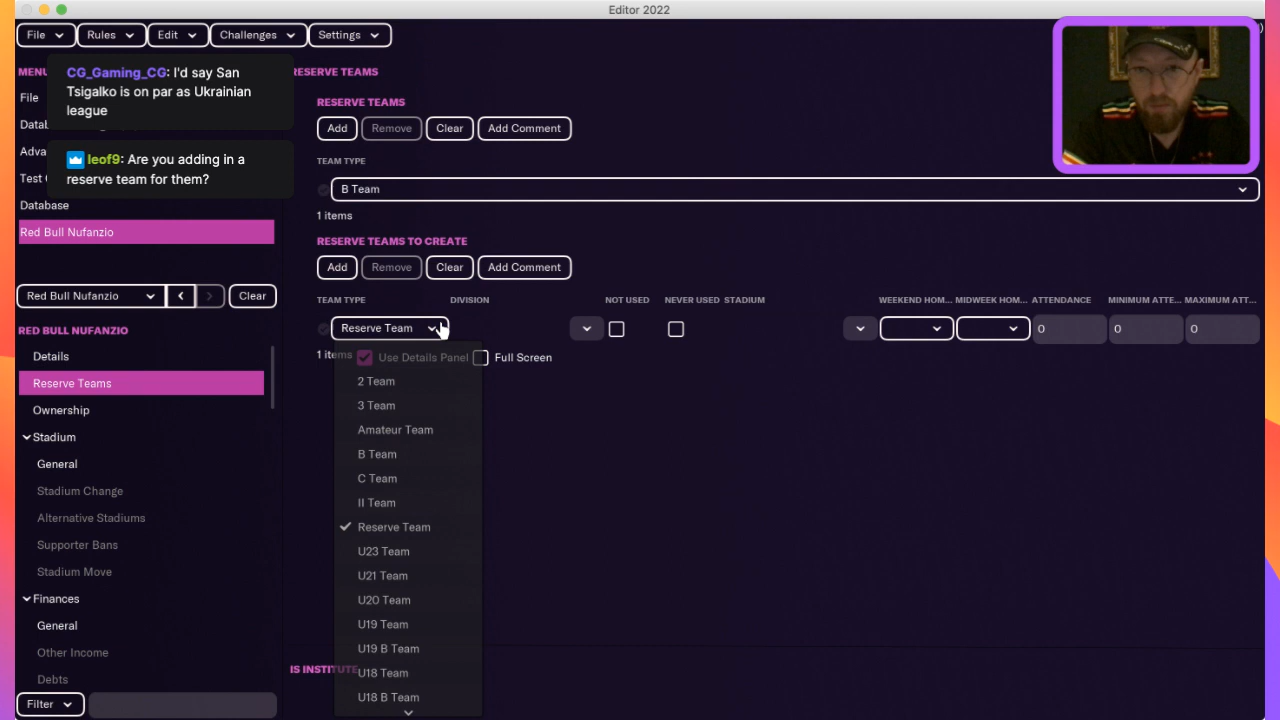 Editor 2022
File
Rules
Edit
Challenges
Settings
MENU
CG_Gaming_CG: I'd say San
Tsigalko is on par as Ukrainian
league
File
Adva
Test
leof9: Are you adding in a
reserve team for them?
Database
Red Bull Nufanzio
Red Bull Nufanzio
Clear
RED BULL NUFANZIO
Details
Reserve Teams
Ownership
Stadium
General
Stadium Change
Alternative Stadiums
Supporter Bans
Stadium Move
Finances
General
Other Income
Debts
Filter
RESERVE TEAMS
RESERVE TEAMS
Add Remove Clear Add Comment
TEAM TYPE
B Team
1 items
RESERVE TEAMS TO CREATE
Add Remove Clear Add Comment
TEAM TYPE DIVISION NOT USED NEVER USED STADIUM WEEKEND HOM... MIDWEEK HOM... ATTENDANCE MINIMUM ATTE... MAXIMUM ATT...
Reserve Team 0 0 0
1 items
Use Details Panel Full Screen
2 Team
3 Team
Amateur Team
B Team
C Team
II Team
Reserve Team
U23 Team
U21 Team
U20 Team
U19 Team
U19 B Team
U18 Team
U18 B Team
IS INSTITUTE